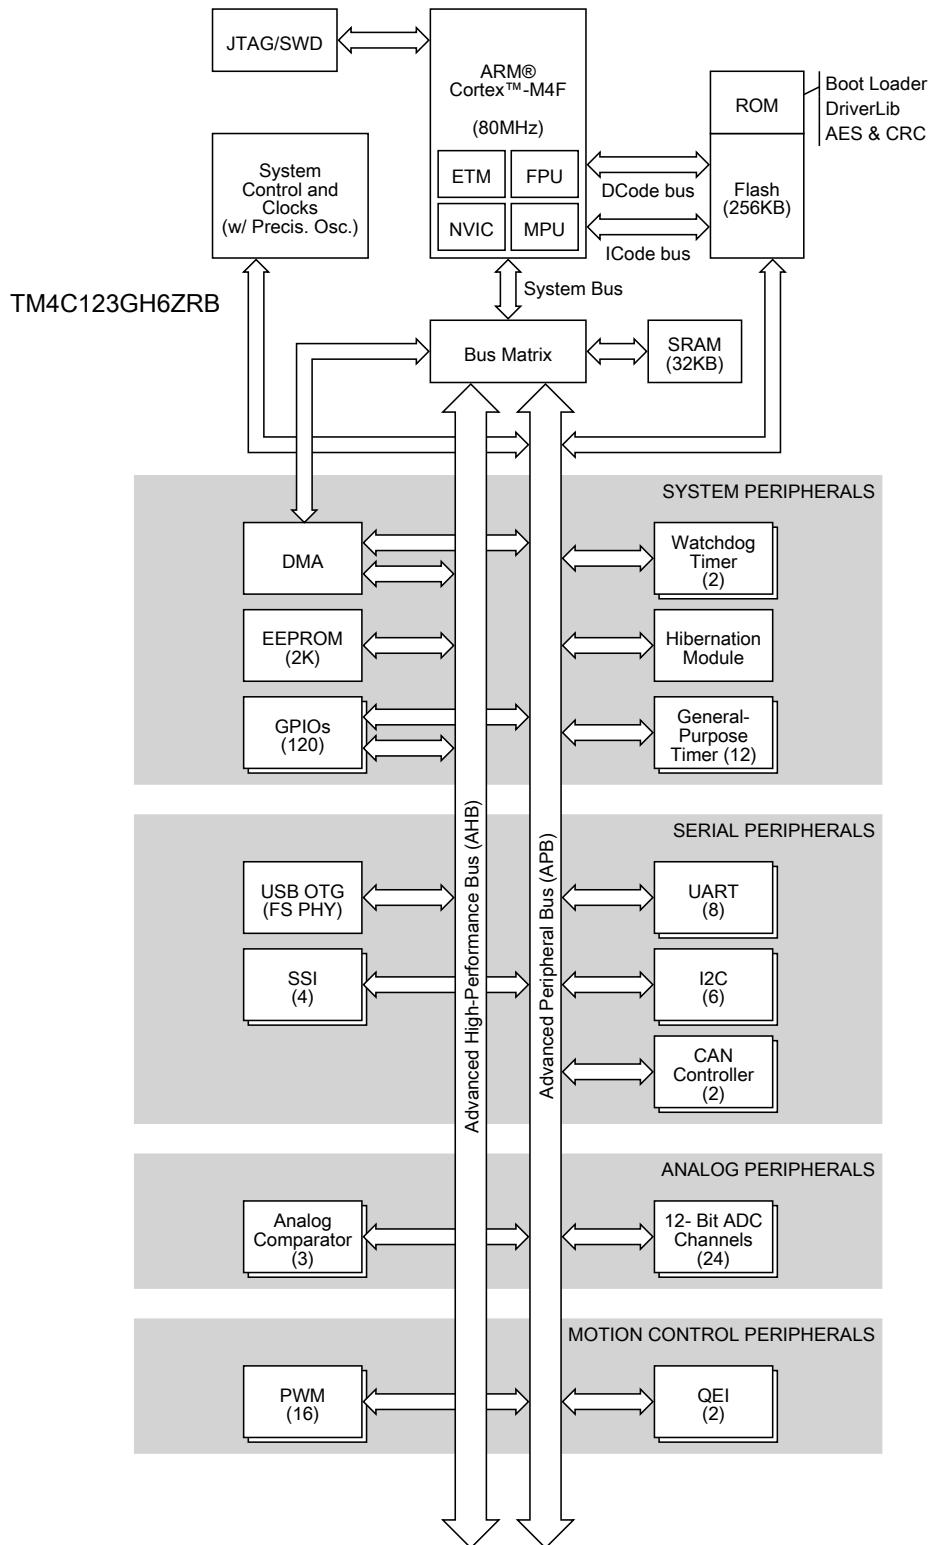 JTAG/SWD
ARM®
Cortex™-M4F
(80MHz)
ETM
FPU
NVIC
MPU
ROM
Boot Loader
DriverLib
AES & CRC
Flash
(256KB)
DCode bus
ICode bus
System
Control and
Clocks
(w/ Precis. Osc.)
TM4C123GH6ZRB
System Bus
Bus Matrix
SRAM
(32KB)
SYSTEM PERIPHERALS
DMA
Watchdog
Timer
(2)
EEPROM
(2K)
Hibernation
Module
GPIOs
(120)
General-
Purpose
Timer (12)
Advanced High-Performance Bus (AHB)
Advanced Peripheral Bus (APB)
SERIAL PERIPHERALS
USB OTG
(FS PHY)
UART
(8)
SSI
(4)
I2C
(6)
CAN
Controller
(2)
ANALOG PERIPHERALS
Analog
Comparator
(3)
12- Bit ADC
Channels
(24)
MOTION CONTROL PERIPHERALS
PWM
(16)
QEI
(2)